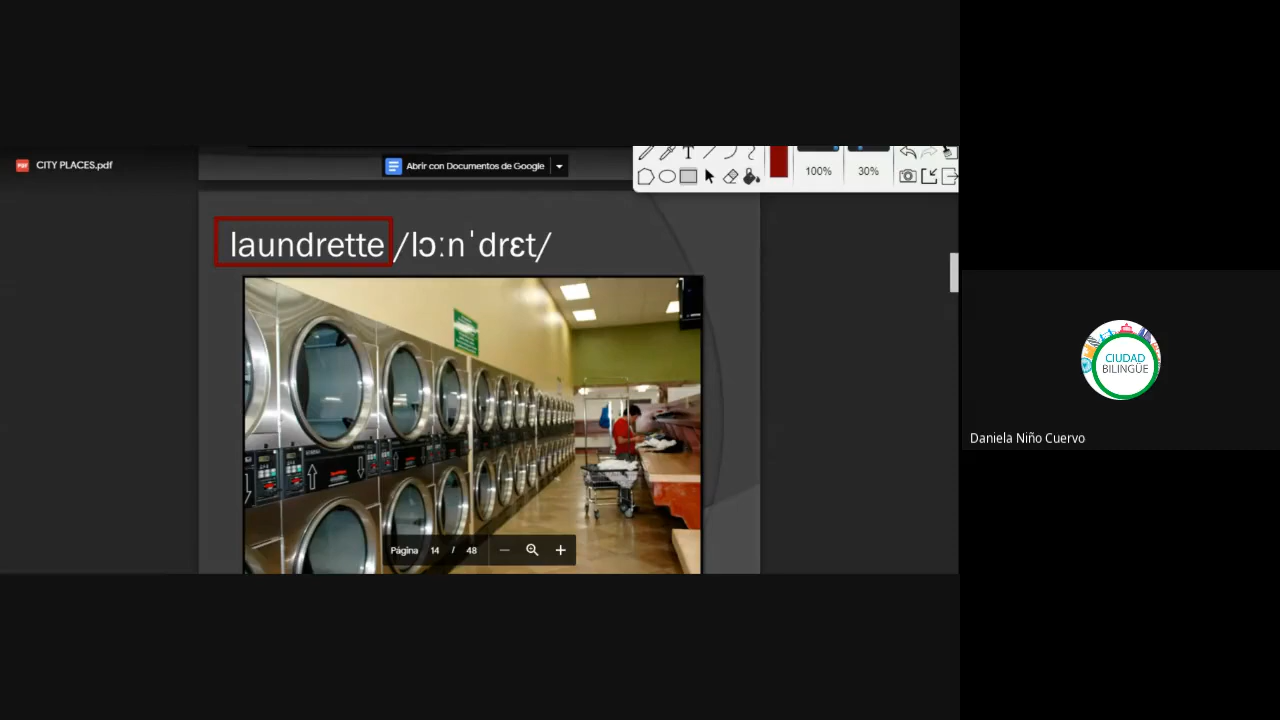 CITY PLACES.pdf
Abrir con Documentos de Google
100%
30%
laundrette /lɔːnˈdrɛt/
Página 14 / 48
CIUDAD
BILINGÜE
Daniela Niño Cuervo